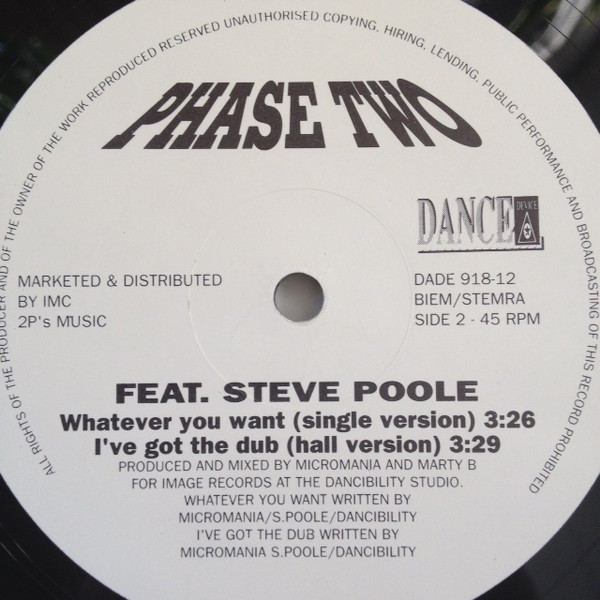 ALL RIGHTS OF THE PRODUCER AND OF THE OWNER OF THE WORK REPRODUCED RESERVED UNAUTHORISED COPYING, HIRING, LENDING, PUBLIC PERFORMANCE AND BROADCASTING OF THIS RECORD PROHIBITED
PHASE TWO
DANCE DEVICE
MARKETED & DISTRIBUTED
BY IMC
2P's MUSIC
DADE 918-12
BIEM/STEMRA
SIDE 2 - 45 RPM
FEAT. STEVE POOLE
Whatever you want (single version) 3:26
I've got the dub (hall version) 3:29
PRODUCED AND MIXED BY MICROMANIA AND MARTY B
FOR IMAGE RECORDS AT THE DANCIBILITY STUDIO.
WHATEVER YOU WANT WRITTEN BY
MICROMANIA/S.POOLE/DANCIBILITY
I'VE GOT THE DUB WRITTEN BY
MICROMANIA S.POOLE/DANCIBILITY